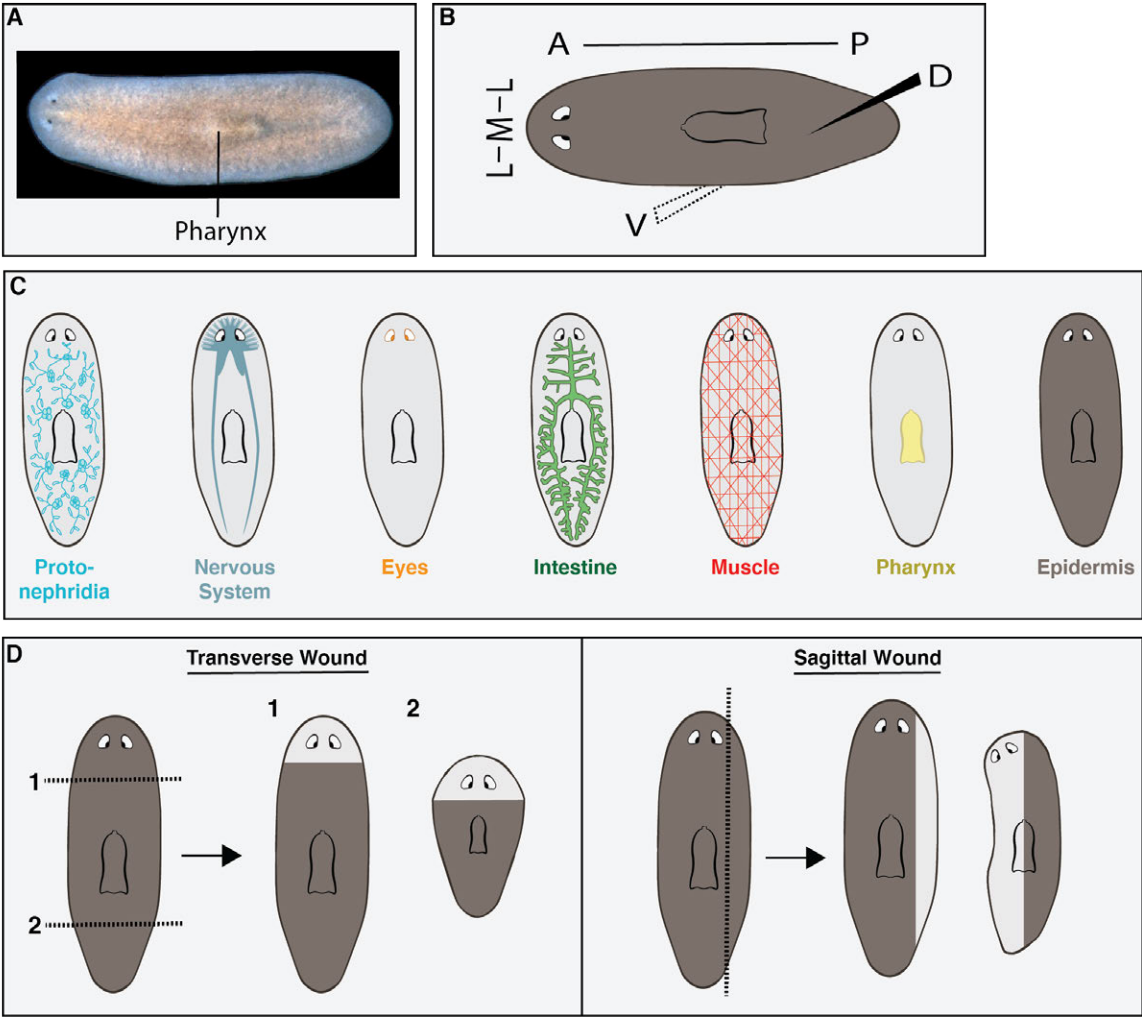 A
Pharynx
B
A
P
D
L-M-L
V
C
Proto-
nephridia
Nervous
System
Eyes
Intestine
Muscle
Pharynx
Epidermis
D
Transverse Wound
1
2
1
2
Sagittal Wound